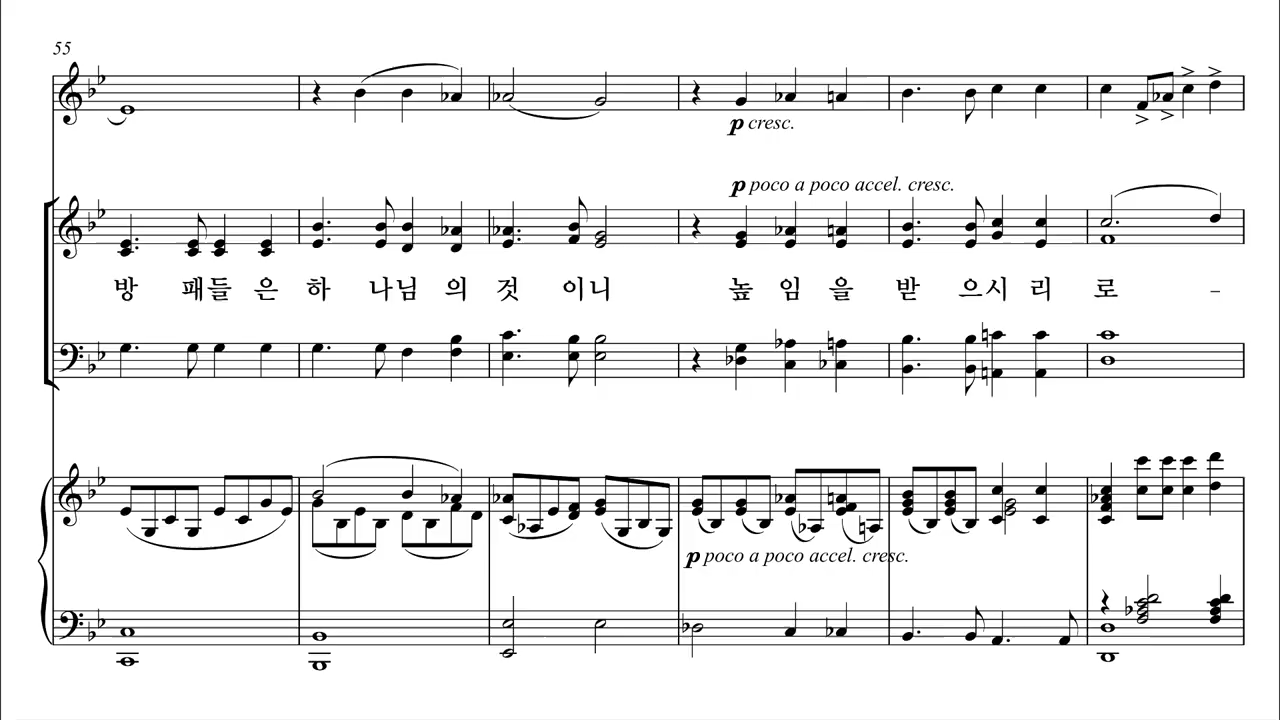 55
p cresc.
p poco a poco accel. cresc.
방 패들 은 하 나님 의 것 이니 높 임 을 받 으시 리 로 -
p poco a poco accel. cresc.